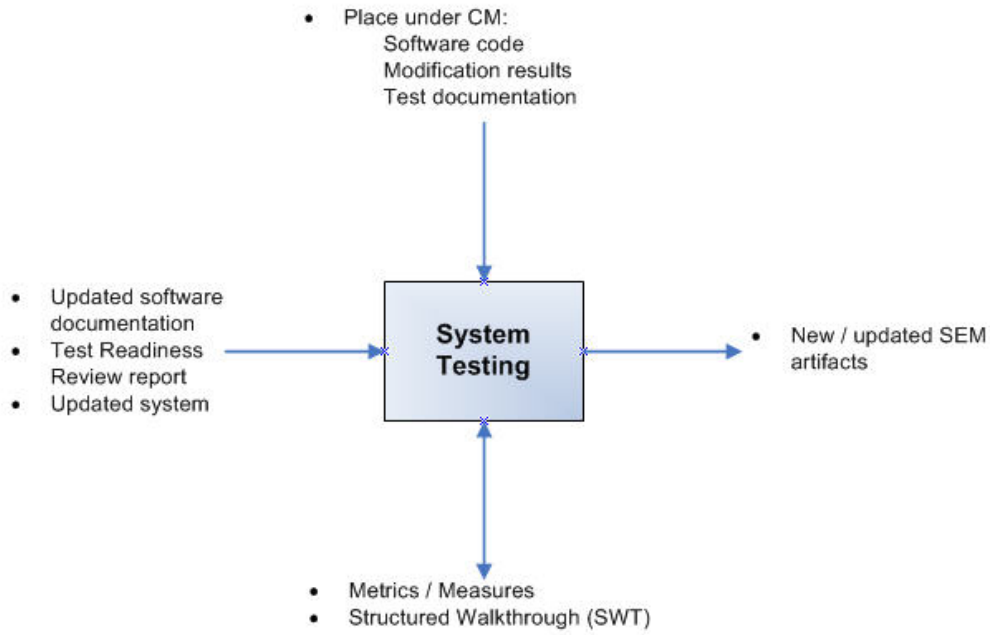 • Place under CM:
Software code
Modification results
Test documentation
• Updated software
documentation
• Test Readiness
Review report
• Updated system
System
Testing
• New / updated SEM
artifacts
• Metrics / Measures
• Structured Walkthrough (SWT)